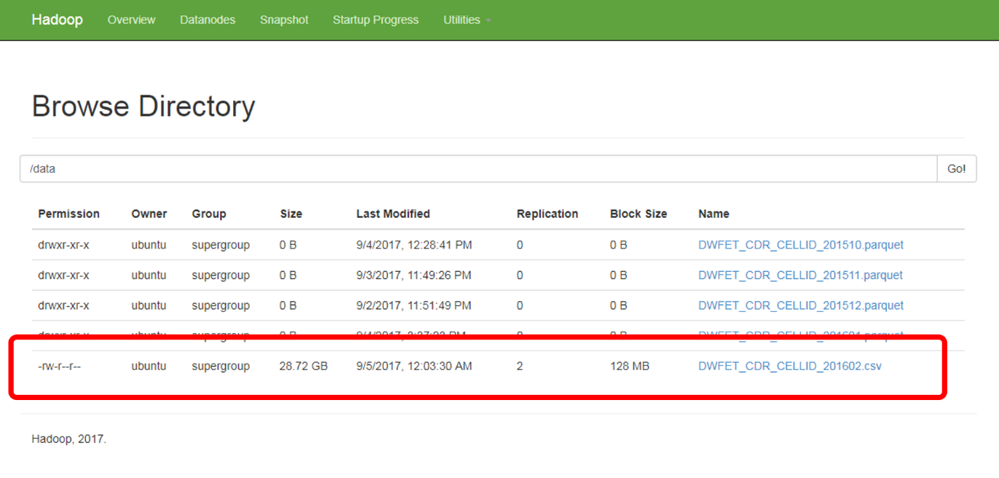 Hadoop Overview Datanodes Snapshot Startup Progress Utilities
Browse Directory
/data Go!
Permission Owner Group Size Last Modified Replication Block Size Name
drwxr-xr-x ubuntu supergroup 0 B 9/4/2017, 12:28:41 PM 0 0 B DWFET_CDR_CELLID_201510.parquet
drwxr-xr-x ubuntu supergroup 0 B 9/3/2017, 11:49:26 PM 0 0 B DWFET_CDR_CELLID_201511.parquet
drwxr-xr-x ubuntu supergroup 0 B 9/2/2017, 11:51:49 PM 0 0 B DWFET_CDR_CELLID_201512.parquet
drwxr-xr-x ubuntu supergroup 0 B 0 0 B DWFET_CDR_CELLID_201601.parquet
-rw-r--r-- ubuntu supergroup 28.72 GB 9/5/2017, 12:03:30 AM 2 128 MB DWFET_CDR_CELLID_201602.csv
Hadoop, 2017.